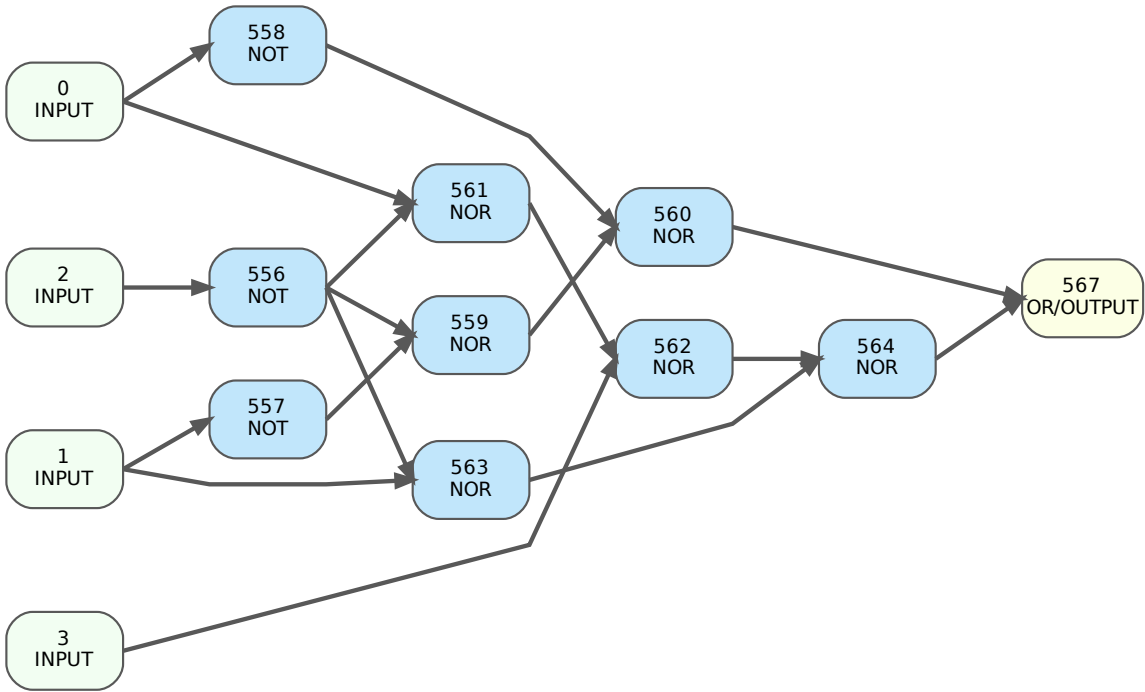 558
NOT
0
INPUT
561
NOR
560
NOR
2
INPUT
556
NOT
567
OR/OUTPUT
559
NOR
562
NOR
564
NOR
557
NOT
1
INPUT
563
NOR
3
INPUT